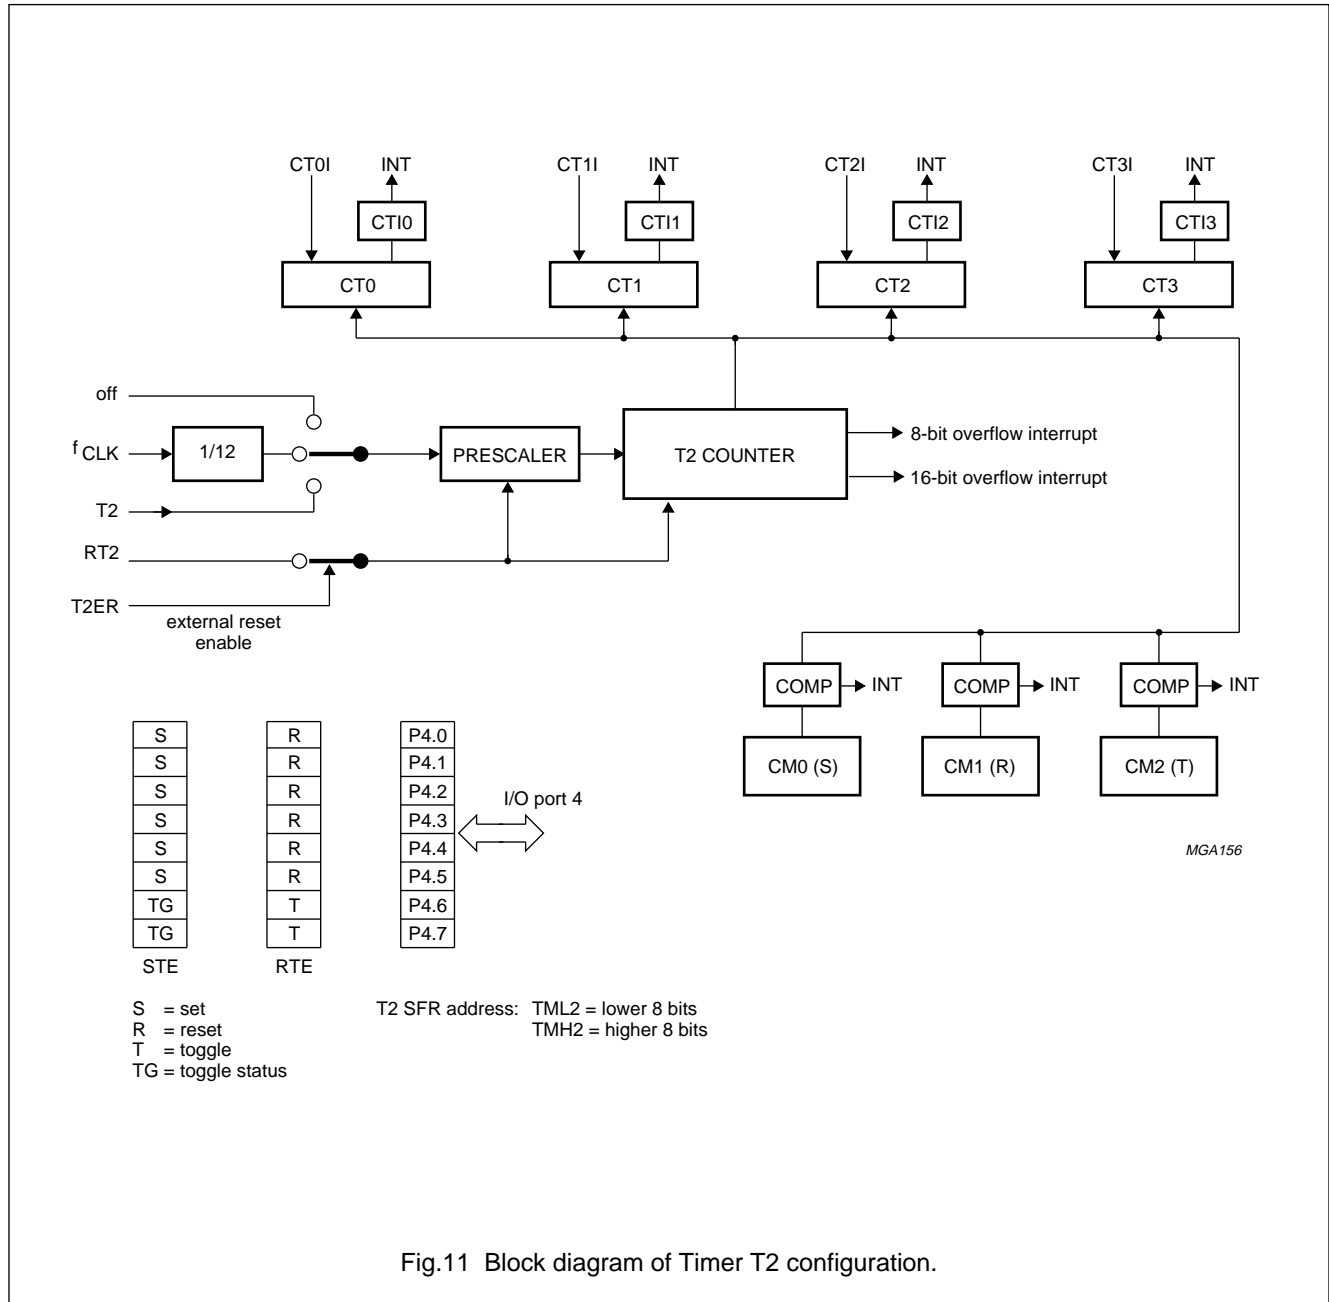 CT0I INT CT1I INT CT2I INT CT3I INT
CTI0 CTI1 CTI2 CTI3
CT0 CT1 CT2 CT3
off
fCLK 1/12 PRESCALER T2 COUNTER 8-bit overflow interrupt
16-bit overflow interrupt
T2
RT2
T2ER
external reset
enable
COMP INT COMP INT COMP INT
CM0 (S) CM1 (R) CM2 (T)
S R P4.0
S R P4.1
S R P4.2
I/O port 4
S R P4.3
S R P4.4
S R P4.5
TG T P4.6
TG T P4.7
STE RTE
MGA156
S = set
R = reset
T = toggle
TG = toggle status
T2 SFR address: TML2 = lower 8 bits
TMH2 = higher 8 bits
Fig.11 Block diagram of Timer T2 configuration.